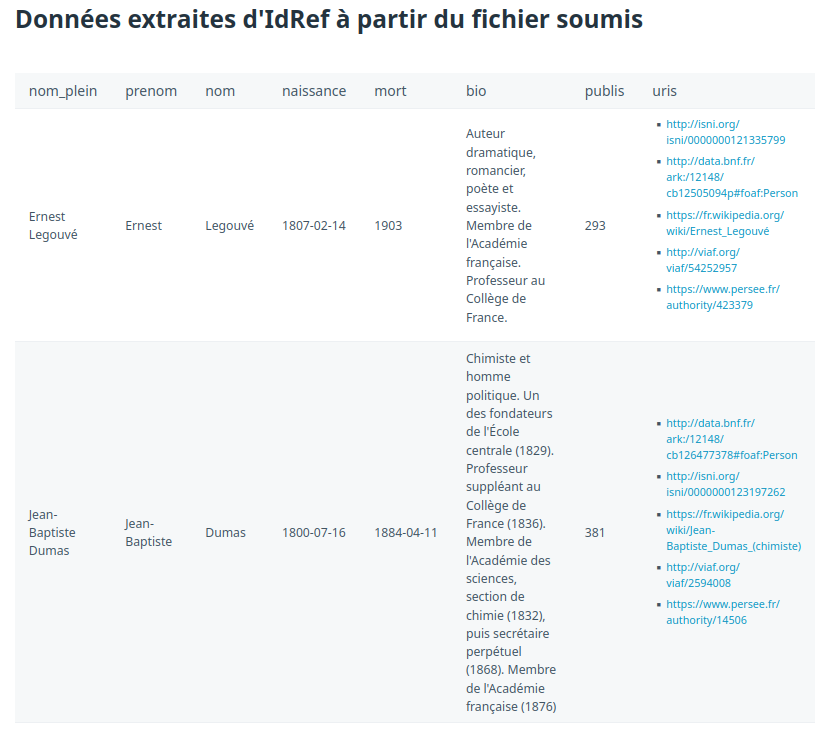 Données extraites d'IdRef à partir du fichier soumis
nom_plein prenom nom naissance mort bio publis uris
Ernest
Legouvé
Ernest
Legouvé
1807-02-14
1903
Auteur
dramatique,
romancier,
poète et
essayiste.
Membre de
l'Académie
française.
Professeur au
Collège de
France.
293
▪ http://isni.org/
isni/0000000121335799
▪ http://data.bnf.fr/
ark:/12148/
cb12505094p#foaf:Person
▪ https://fr.wikipedia.org/
wiki/Ernest_Legouvé
▪ http://viaf.org/
viaf/54252957
▪ https://www.persee.fr/
authority/423379
Jean-
Baptiste
Dumas
Jean-
Baptiste
Dumas
1800-07-16
1884-04-11
Chimiste et
homme
politique. Un
des fondateurs
de l'École
centrale (1829).
Professeur
suppléant au
Collège de
France (1836).
Membre de
l'Académie des
sciences,
section de
chimie (1832),
puis secrétaire
perpétuel
(1868). Membre
de l'Académie
française (1876)
381
▪ http://data.bnf.fr/
ark:/12148/
cb126477378#foaf:Person
▪ http://isni.org/
isni/0000000123197262
▪ https://fr.wikipedia.org/
wiki/Jean-
Baptiste_Dumas_(chimiste)
▪ http://viaf.org/
viaf/2594008
▪ https://www.persee.fr/
authority/14506